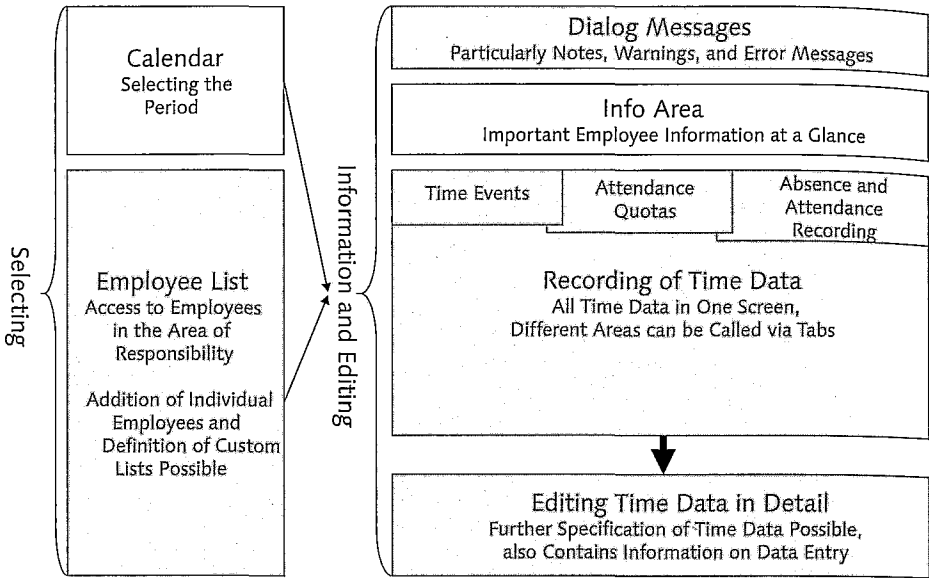 Selecting
Calendar
Selecting the
Period
Employee List
Access to Employees
in the Area of
Responsibility
Addition of Individual
Employees and
Definition of Custom
Lists Possible
Information and Editing
Dialog Messages
Particularly Notes, Warnings, and Error Messages
Info Area
Important Employee Information at a Glance
Time Events
Attendance
Quotas
Absence and
Attendance
Recording
Recording of Time Data
All Time Data in One Screen,
Different Areas can be Called via Tabs
Editing Time Data in Detail
Further Specification of Time Data Possible,
also Contains Information on Data Entry